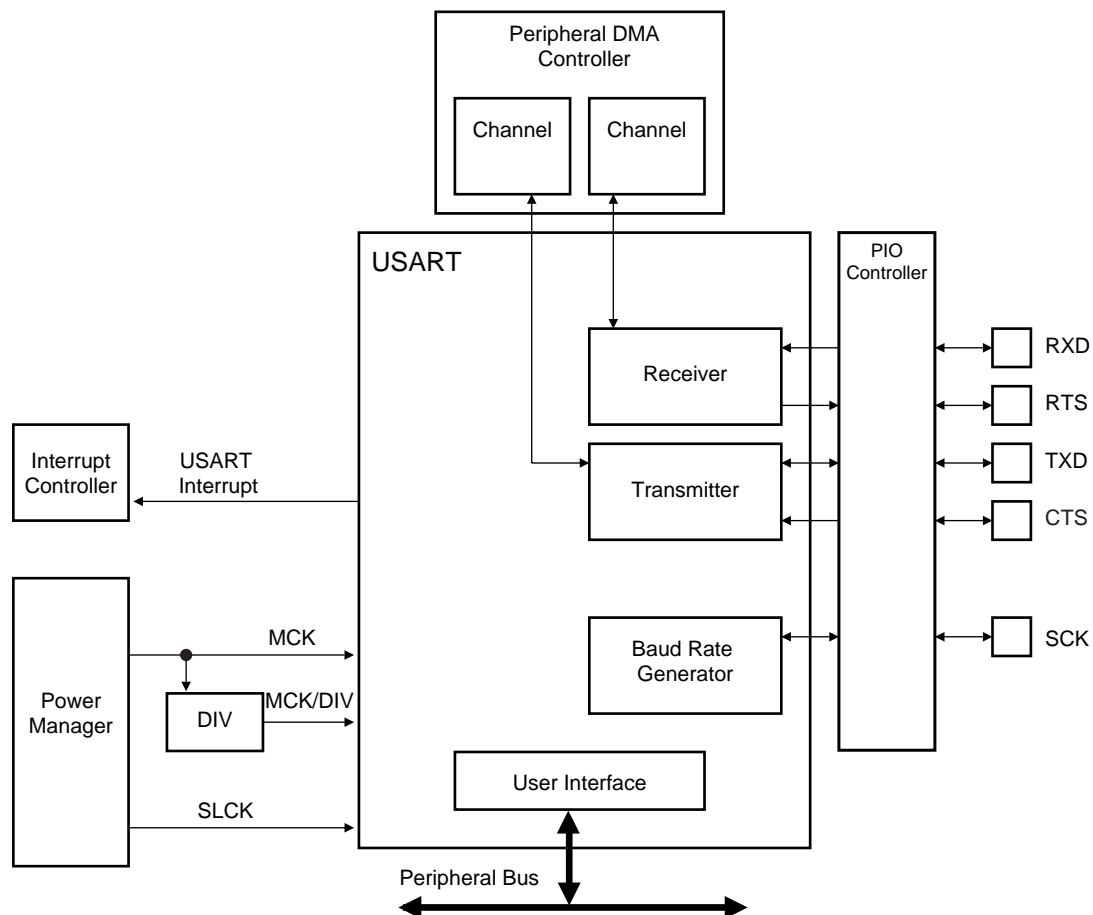 Peripheral DMA
Controller
Channel
Channel
USART
PIO
Controller
Receiver
RXD
RTS
Interrupt
Controller
USART
Interrupt
Transmitter
TXD
CTS
MCK
Baud Rate
Generator
SCK
Power
Manager
DIV
MCK/DIV
User Interface
SLCK
Peripheral Bus